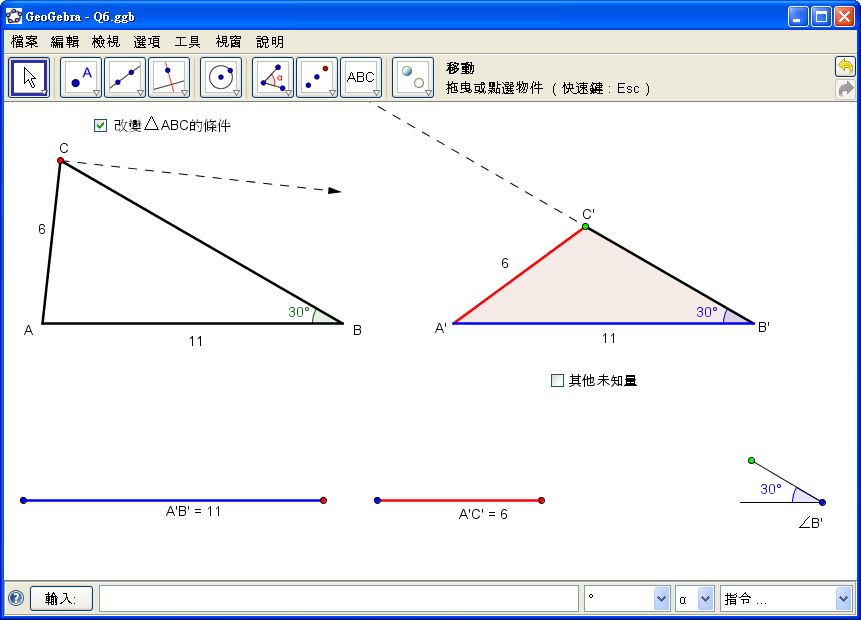 GeoGebra - Q6.ggb
檔案 編輯 檢視 選項 工具 視窗 說明
A
α
ABC
移動
拖曳或點選物件 ( 快速鍵 : Esc )
改變△ABC的條件
C
6
30°
A
B
11
C'
6
30°
A'
B'
11
其他未知量
A'B' = 11
A'C' = 6
30°
∠B'
?
輸入:
°
α
指令 ...